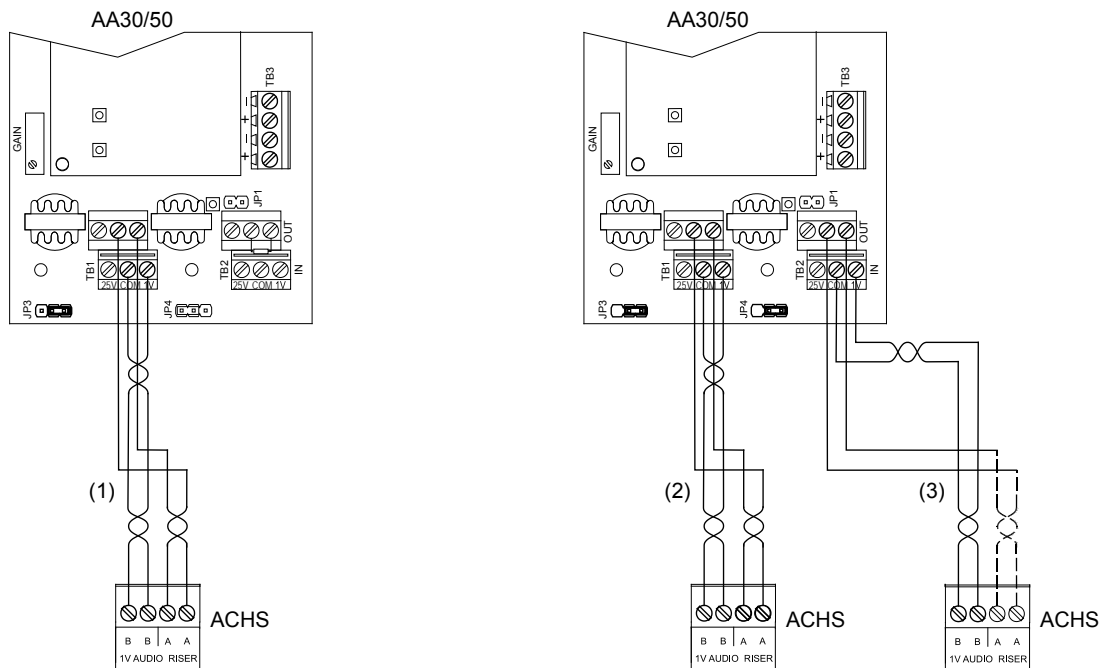 AA30/50
TB3
I
+
I
+
GAIN
JP1
OUT
TB1
TB2
IN
25V COM 1V
25V COM 1V
JP3
JP4
(1)
ACHS
B B A A
1V AUDIO RISER
AA30/50
TB3
I
+
I
+
GAIN
JP1
OUT
TB1
TB2
IN
25V COM 1V
25V COM 1V
JP3
JP4
(2)
(3)
ACHS
B B A A
1V AUDIO RISER
ACHS
B B A A
1V AUDIO RISER